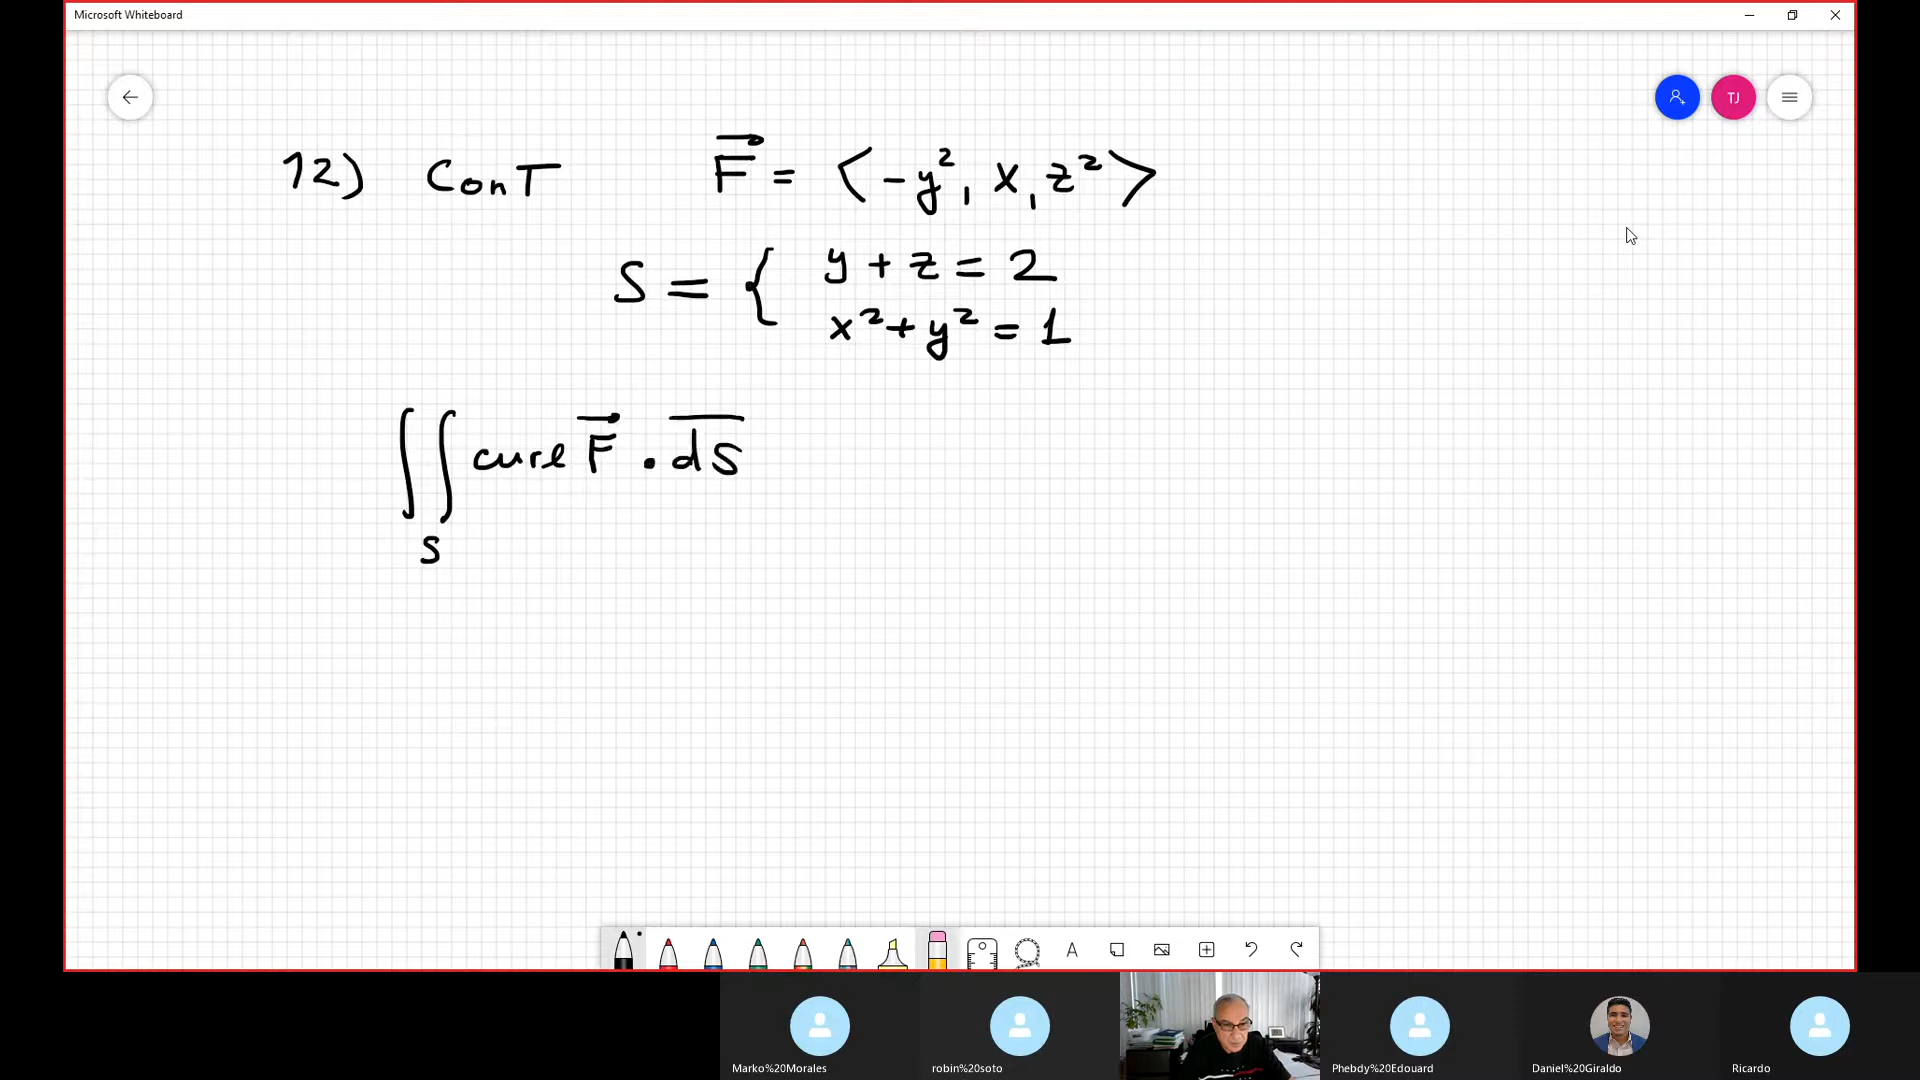 Microsoft Whiteboard
TJ
12) Cont F = < -y², x, z² >
S = { y + z = 2
x² + y² = 1
∫∫ curl F . dS
S
A
Marko%20Morales
robin%20soto
Phebdy%20Edouard
Daniel%20Giraldo
Ricardo